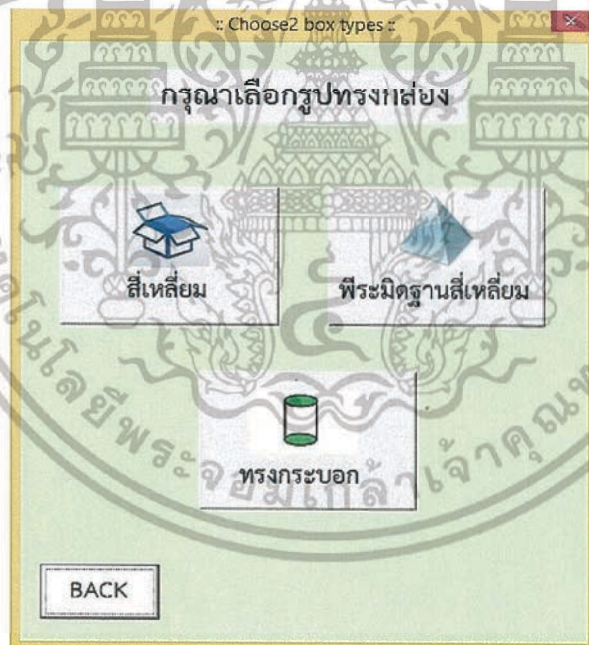 :: Choose2 box types ::
กรุณาเลือกรูปทรงกล่อง
สี่เหลี่ยม
พีระมิดฐานสี่เหลี่ยม
ทรงกระบอก
BACK